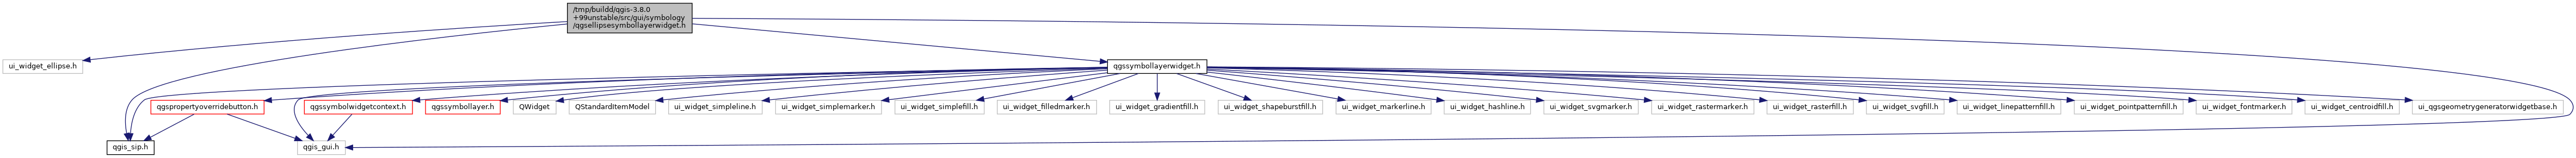 /tmp/buildd/qgis-3.8.0
+99unstable/src/gui/symbology
/qgsellipsesymbollayerwidget.h
ui_widget_ellipse.h
qgssymbollayerwidget.h
qgspropertyoverridebutton.h
qgssymbolwidgetcontext.h
qgssymbollayer.h
QWidget
QStandardItemModel
ui_widget_simpleline.h
ui_widget_simplemarker.h
ui_widget_simplefill.h
ui_widget_filledmarker.h
ui_widget_gradientfill.h
ui_widget_shapeburstfill.h
ui_widget_markerline.h
ui_widget_hashline.h
ui_widget_svgmarker.h
ui_widget_rastermarker.h
ui_widget_rasterfill.h
ui_widget_svgfill.h
ui_widget_linepatternfill.h
ui_widget_pointpatternfill.h
ui_widget_fontmarker.h
ui_widget_centroidfill.h
ui_qgsgeometrygeneratorwidgetbase.h
qgis_sip.h
qgis_gui.h